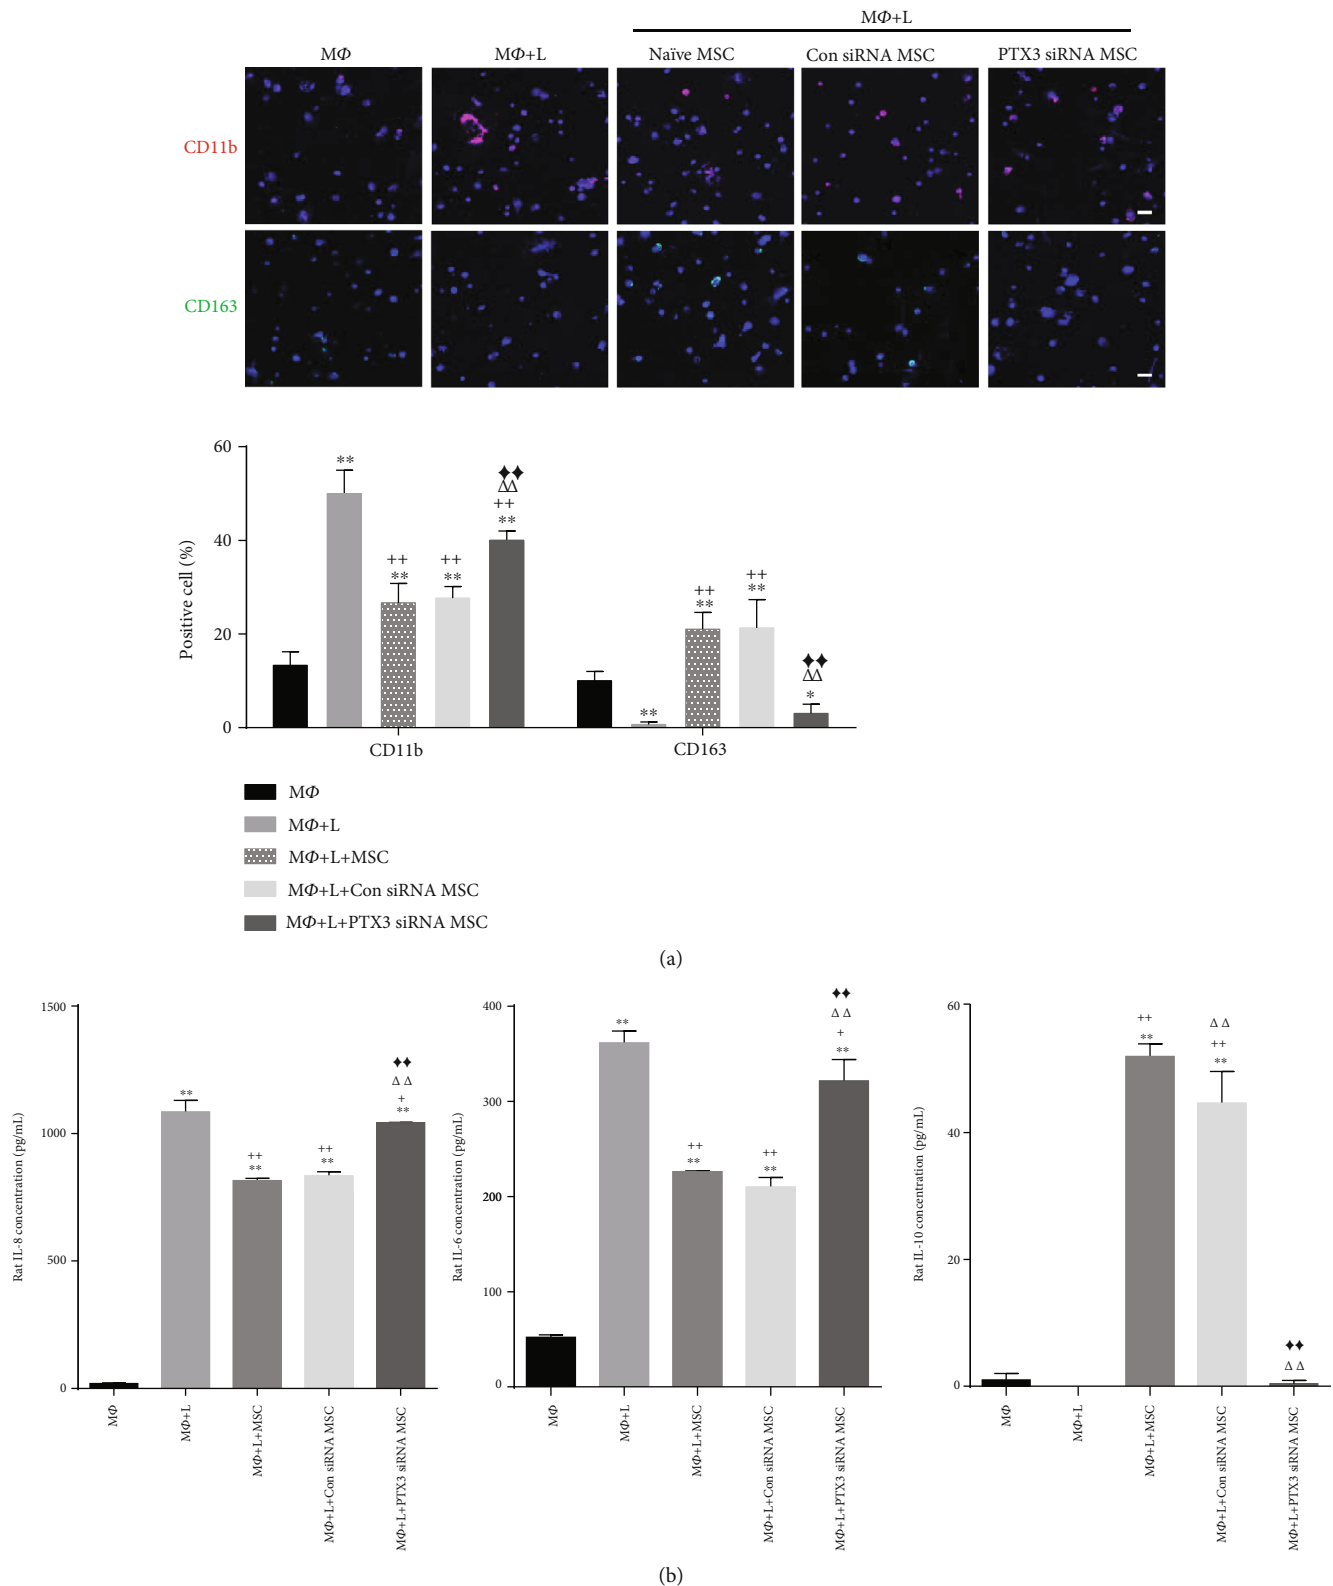 MΦ+L
MΦ
MΦ+L
Naïve MSC
Con siRNA MSC
PTX3 siRNA MSC
CD11b
CD163
60
40
20
0
Positive cell (%)
**
++
**
++
**
♦♦
ΔΔ
++
**
**
++
**
++
**
♦♦
ΔΔ
*
CD11b
CD163
MΦ
MΦ+L
MΦ+L+MSC
MΦ+L+Con siRNA MSC
MΦ+L+PTX3 siRNA MSC
(a)
1500
1000
500
0
Rat IL-8 concentration (pg/mL)
**
++
**
++
**
♦♦
Δ Δ
+
**
MΦ
MΦ+L
MΦ+L+MSC
MΦ+L+Con siRNA MSC
MΦ+L+PTX3 siRNA MSC
400
300
200
100
0
Rat IL-6 concentration (pg/mL)
**
++
**
++
**
♦♦
Δ Δ
+
**
MΦ
MΦ+L
MΦ+L+MSC
MΦ+L+Con siRNA MSC
MΦ+L+PTX3 siRNA MSC
60
40
20
0
Rat IL-10 concentration (pg/mL)
++
**
Δ Δ
++
**
♦♦
Δ Δ
MΦ
MΦ+L
MΦ+L+MSC
MΦ+L+Con siRNA MSC
MΦ+L+PTX3 siRNA MSC
(b)